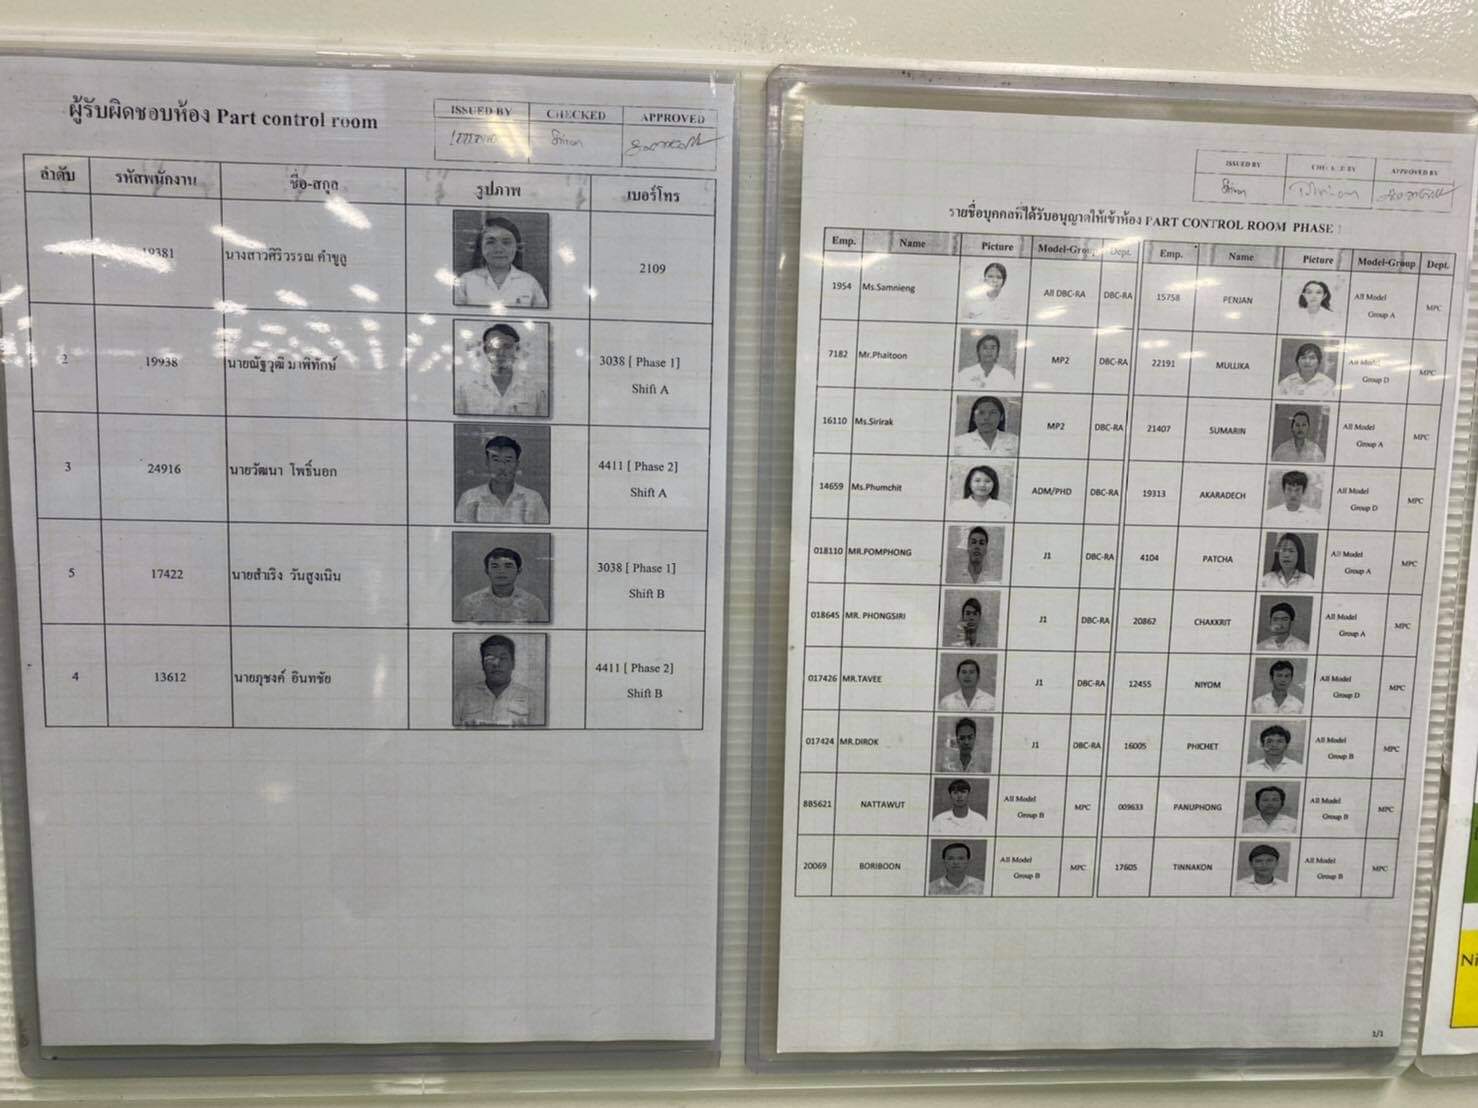 ผู้รับผิดชอบห้อง Part control room
ISSUED BY CHECKED APPROVED
ลำดับ รหัสพนักงาน ชื่อ-สกุล รูปภาพ เบอร์โทร
19381 นางสาวศิริวรรณ คำชูลู 2109
2 19938 นายณัฐวุฒิ มาพิทักษ์ 3038 [ Phase 1]
Shift A
3 24916 นายวัฒนา โพธิ์นอก 4411 [ Phase 2]
Shift A
5 17422 นายสำเริง วันสูงเนิน 3038 [ Phase 1]
Shift B
4 13612 นายภุชงค์ อินทชัย 4411 [ Phase 2]
Shift B
ISSUED BY CHECKED BY APPROVED BY
รายชื่อบุคคลที่ได้รับอนุญาตให้เข้าห้อง PART CONTROL ROOM PHASE 1
Emp. Name Picture Model-Group Dept. Emp. Name Picture Model-Group Dept.
1954 Ms.Samnieng All DBC-RA DBC-RA 15758 PENJAN All Model Group A MPC
7182 Mr.Phaitoon MP2 DBC-RA 22191 MULLIKA All Model Group D MPC
16110 Ms.Sirirak MP2 DBC-RA 21407 SUMARIN All Model Group A MPC
14659 Ms.Phumchit ADM/PHD DBC-RA 19313 AKARADECH All Model Group D MPC
018110 MR.POMPHONG J1 DBC-RA 4104 PATCHA All Model Group A MPC
018645 MR. PHONGSIRI J1 DBC-RA 20862 CHAKKRIT All Model Group A MPC
017426 MR.TAVEE J1 DBC-RA 12455 NIYOM All Model Group D MPC
017424 MR.DIROK J1 DBC-RA 16005 PHICHET All Model Group B MPC
885621 NATTAWUT All Model Group B MPC 009633 PANUPHONG All Model Group B MPC
20069 BORIBOON All Model Group B MPC 17605 TINNAKON All Model Group B MPC
1/1
Ni